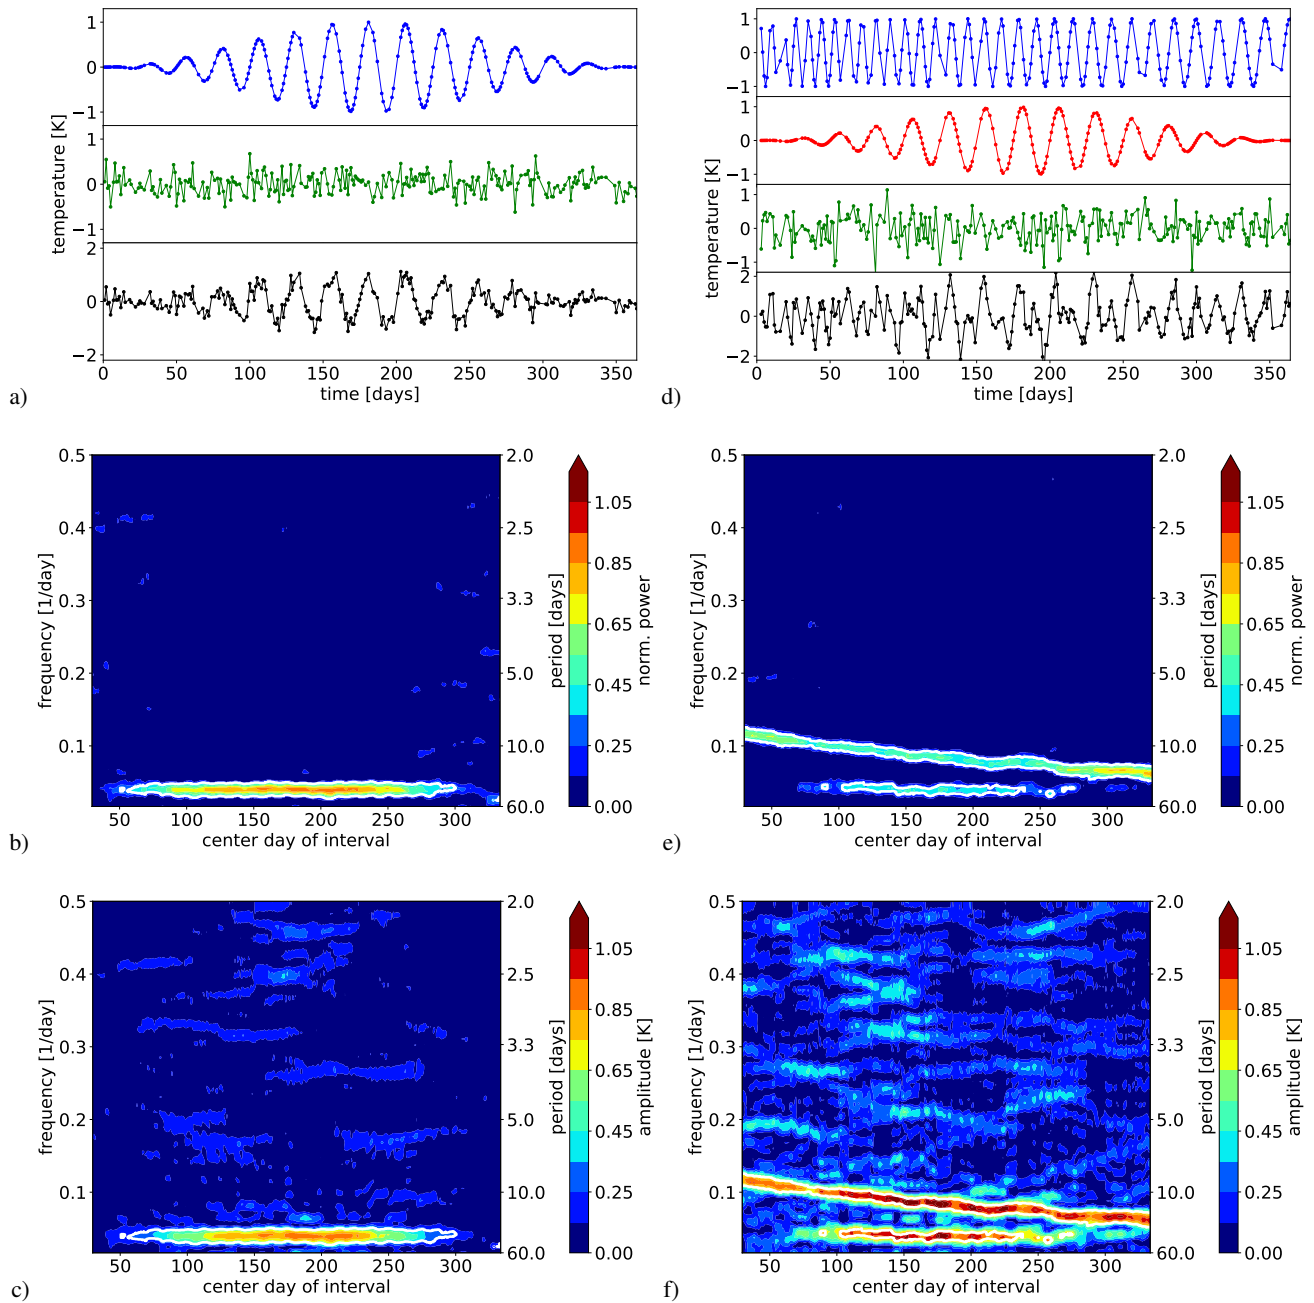 1
0
−1
1
0
−1
2
0
−2
temperature [K]
0 50 100 150 200 250 300 350
time [days]
a)
1
0
−1
1
0
−1
1
0
−1
2
0
−2
temperature [K]
0 50 100 150 200 250 300 350
time [days]
d)
0.5
0.4
0.3
0.2
0.1
frequency [1/day]
50 100 150 200 250 300
center day of interval
2.0
2.5
3.3
5.0
10.0
60.0
period [days]
1.05
0.85
0.65
0.45
0.25
0.00
norm. power
b)
0.5
0.4
0.3
0.2
0.1
frequency [1/day]
50 100 150 200 250 300
center day of interval
2.0
2.5
3.3
5.0
10.0
60.0
period [days]
1.05
0.85
0.65
0.45
0.25
0.00
norm. power
e)
0.5
0.4
0.3
0.2
0.1
frequency [1/day]
50 100 150 200 250 300
center day of interval
2.0
2.5
3.3
5.0
10.0
60.0
period [days]
1.05
0.85
0.65
0.45
0.25
0.00
amplitude [K]
c)
0.5
0.4
0.3
0.2
0.1
frequency [1/day]
50 100 150 200 250 300
center day of interval
2.0
2.5
3.3
5.0
10.0
60.0
period [days]
1.05
0.85
0.65
0.45
0.25
0.00
amplitude [K]
f)